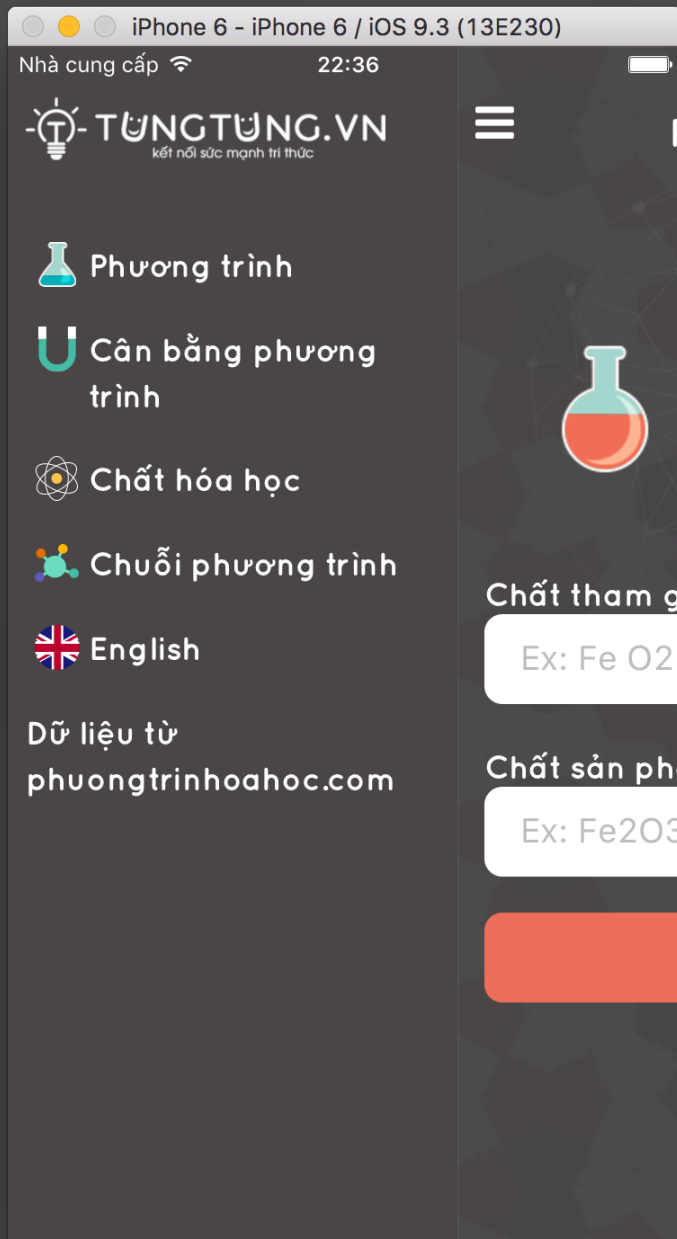 iPhone 6 - iPhone 6 / iOS 9.3 (13E230)
Nhà cung cấp 22:36
TÙNGTÙNG.VN
kết nối sức mạnh tri thức
Phương trình
Cân bằng phương
trình
Chất hóa học
Chuỗi phương trình
English
Dữ liệu từ
phuongtrinhoahoc.com
Chất tham g
Ex: Fe O2
Chất sản ph
Ex: Fe2O3